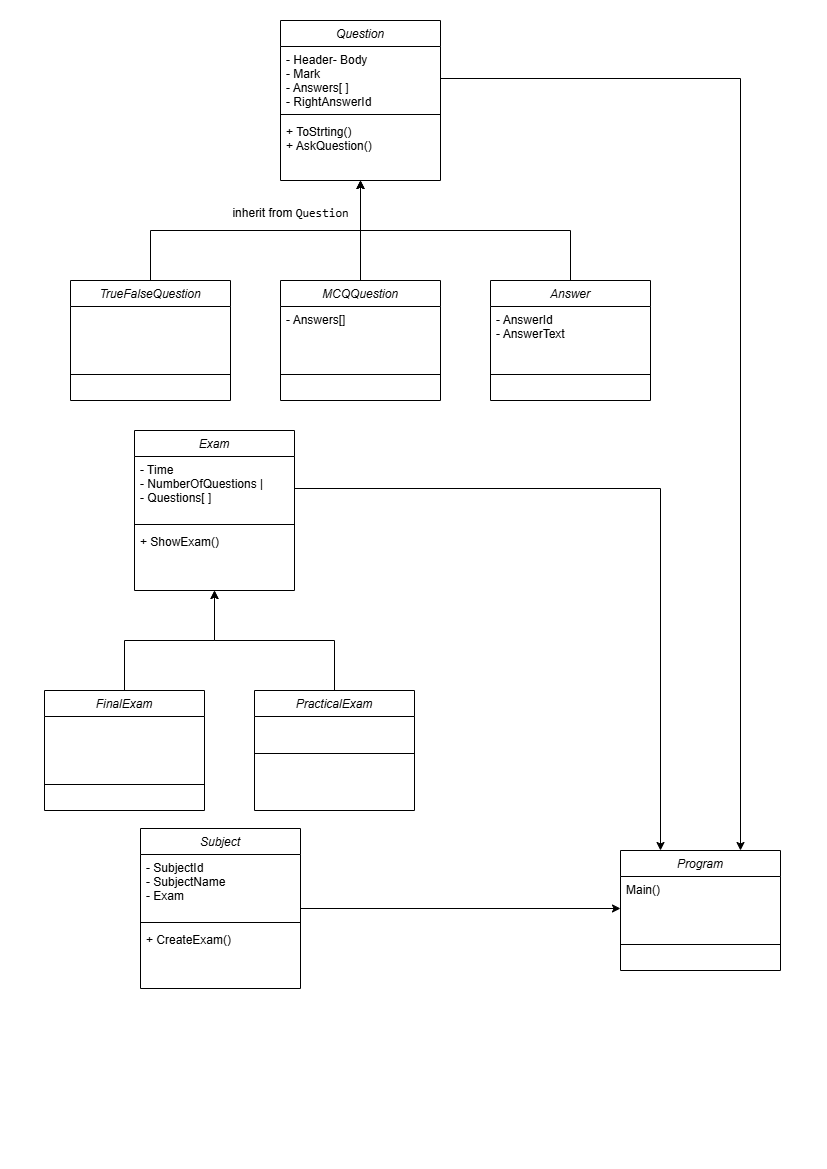 Question
- Header- Body
- Mark
- Answers[ ]
- RightAnswerId
+ ToStrting()
+ AskQuestion()
inherit from Question
TrueFalseQuestion
MCQQuestion
- Answers[]
Answer
- AnswerId
- AnswerText
Exam
- Time
- NumberOfQuestions |
- Questions[ ]
+ ShowExam()
FinalExam
PracticalExam
Subject
- SubjectId
- SubjectName
- Exam
+ CreateExam()
Program
Main()